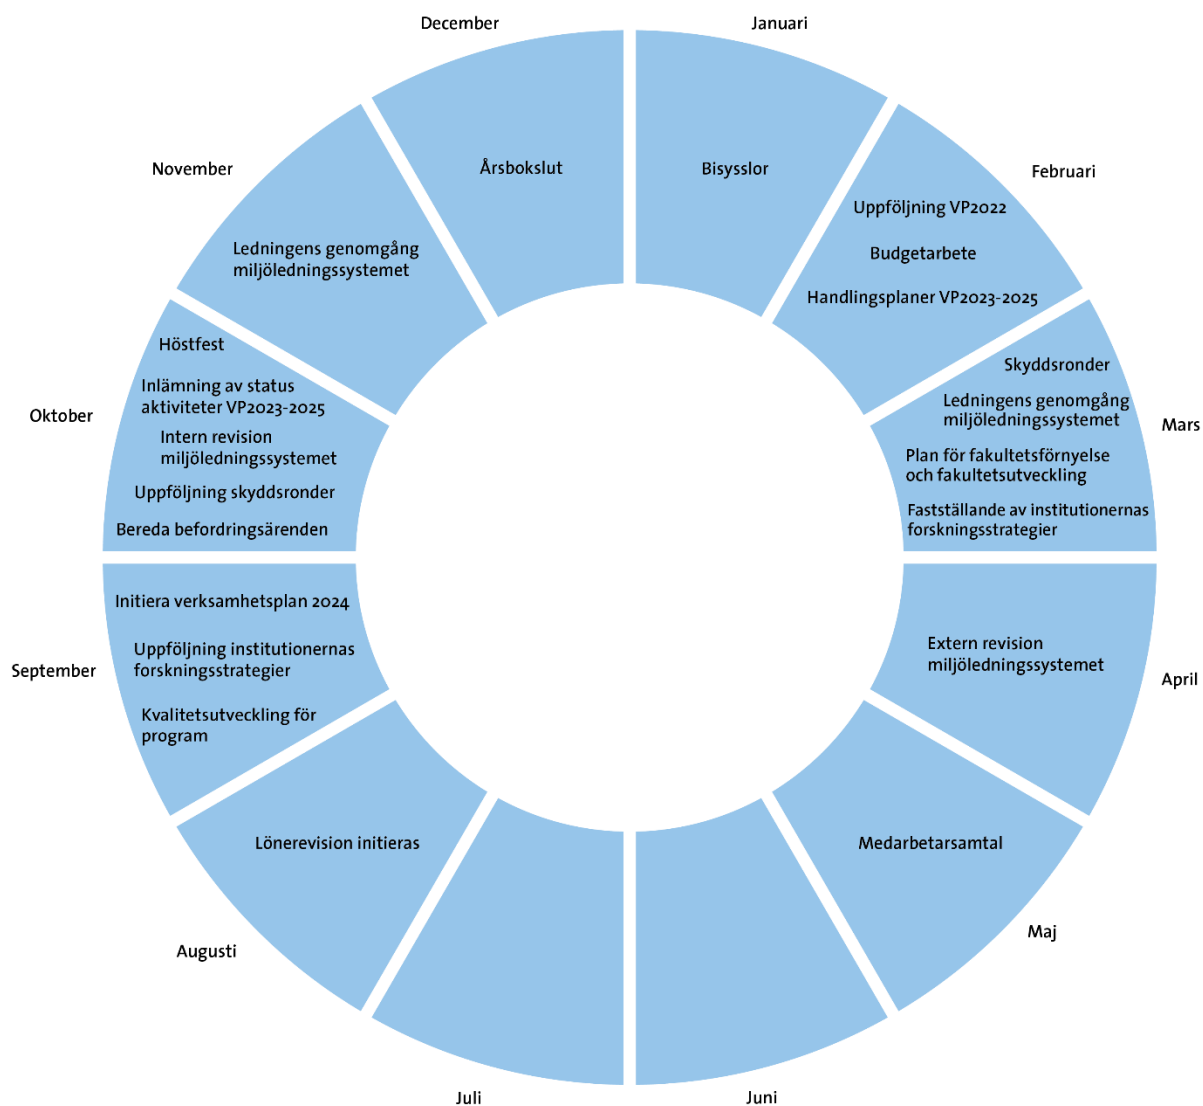 December
Januari
November
Årsbokslut
Bisysslor
Februari
Uppföljning VP2022
Budgetarbete
Handlingsplaner VP2023-2025
Ledningens genomgång
miljöledningssystemet
Oktober
Höstfest
Inlämning av status
aktiviteter VP2023-2025
Intern revision
miljöledningssystemet
Uppföljning skyddsronder
Bereda befordringsärenden
Skyddsronder
Ledningens genomgång
miljöledningssystemet
Plan för fakultetsförnyelse
och fakultetsutveckling
Fastställande av institutionernas
forskningsstrategier
Mars
September
Initiera verksamhetsplan 2024
Uppföljning institutionernas
forskningsstrategier
Kvalitetsutveckling för
program
Extern revision
miljöledningssystemet
April
Lönerevision initieras
Medarbetarsamtal
Augusti
Maj
Juli
Juni